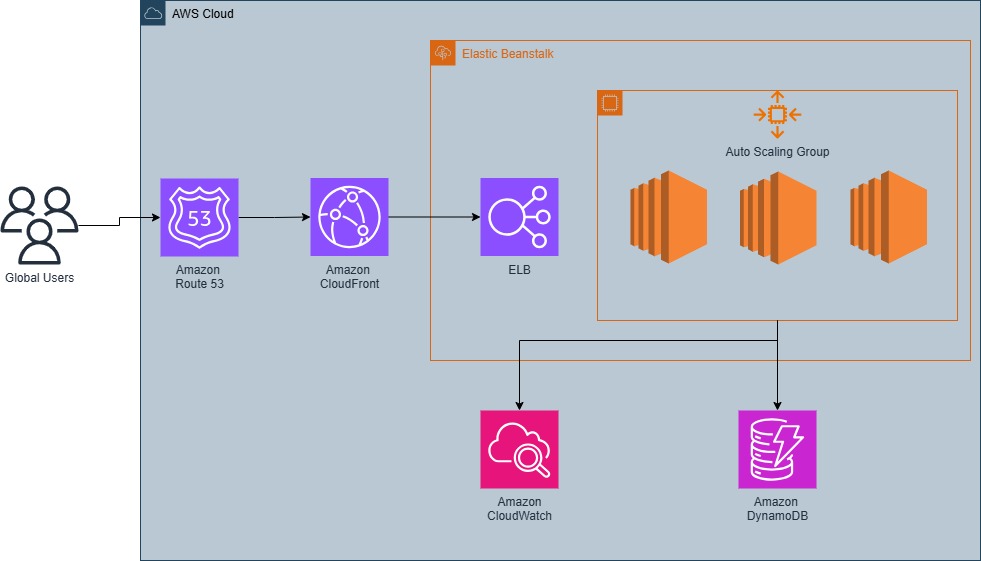 AWS Cloud
Elastic Beanstalk
Auto Scaling Group
53
Global Users
Amazon
Route 53
Amazon
CloudFront
ELB
Amazon
CloudWatch
Amazon
DynamoDB